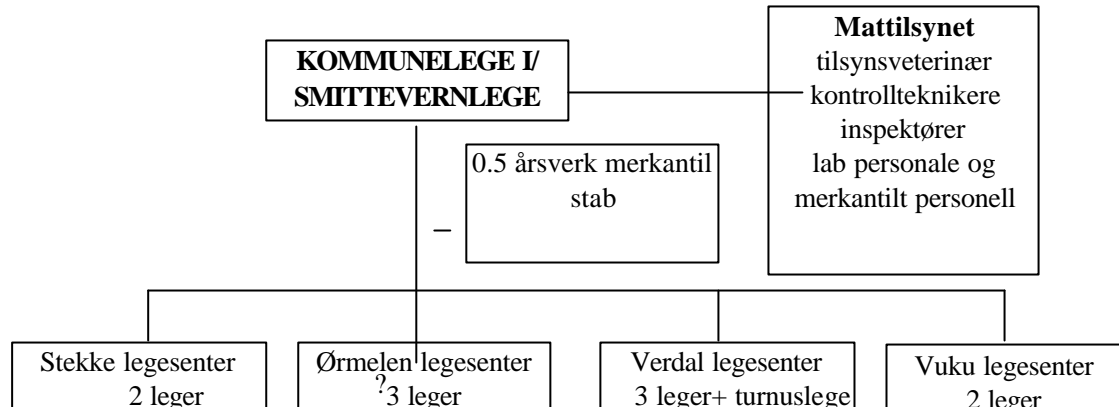 KOMMUNELEGE I/
SMITTEVERNLEGE
Mattilsynet
tilsynsveterinær
kontrollteknikere
inspektører
lab personale og
merkantilt personell
0.5 årsverk merkantil
stab
Stekke legesenter
2 leger
Ørmelen legesenter
?3 leger
Verdal legesenter
3 leger+ turnuslege
Vuku legesenter
2 leger